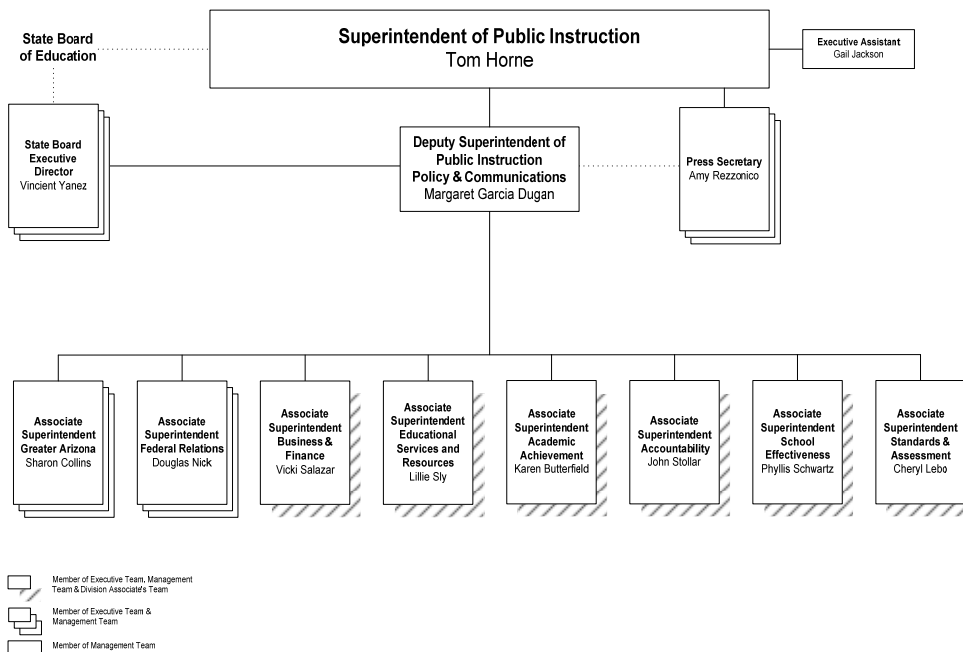 State Board
of Education
Superintendent of Public Instruction
Tom Horne
Executive Assistant
Gail Jackson
State Board
Executive
Director
Vincient Yanez
Deputy Superintendent of
Public Instruction
Policy & Communications
Margaret Garcia Dugan
Press Secretary
Amy Rezzonico
Associate
Superintendent
Greater Arizona
Sharon Collins
Associate
Superintendent
Federal Relations
Douglas Nick
Associate
Superintendent
Business &
Finance
Vicki Salazar
Associate
Superintendent
Educational
Services and
Resources
Lillie Sly
Associate
Superintendent
Academic
Achievement
Karen Butterfield
Associate
Superintendent
Accountability
John Stollar
Associate
Superintendent
School
Effectiveness
Phyllis Schwartz
Associate
Superintendent
Standards &
Assessment
Cheryl Lebo
Member of Executive Team, Management
Team & Division Associate's Team
Member of Executive Team &
Management Team
Member of Management Team